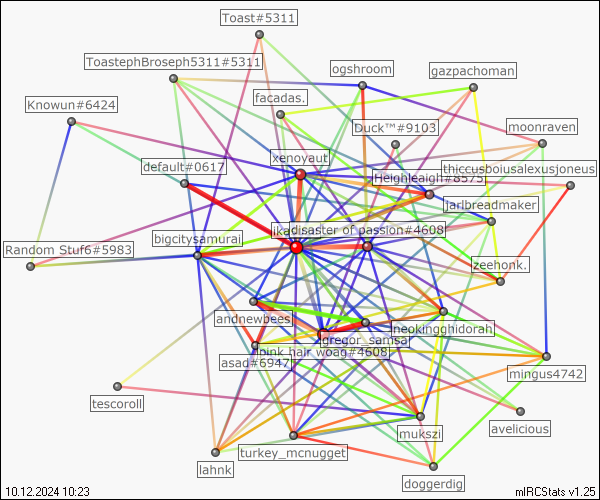 Toast#5311
ToastephBroseph5311#5311
ogshroom
gazpachoman
Knowun#6424
facadas.
Duck™#9103
moonraven
xenoyaut
default#0617
Heighleigh#8575
thiccusboiusalexusjoneus
jarlbreadmaker
disaster of passion#4608
bigcitysamurai
Random Stuf6#5983
zeehonk.
andnewbees
neokingghidorah
gregor_samsa
pink hair woag#4608
asad#6947
mingus4742
tescoroll
avelicious
mukszi
turkey_mcnugget
lahnk
doggerdig
10.12.2024 10:23
mIRCStats v1.25